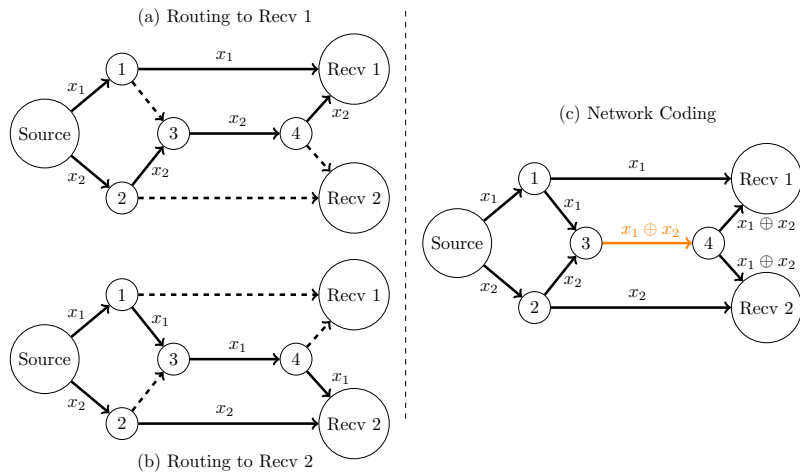 (a) Routing to Recv 1
x₁
1
Recv 1
x₁
x₂
x₂
Source
3
4
x₂
x₂
2
Recv 2
1
Recv 1
x₁
x₁
x₁
Source
3
4
x₂
x₁
x₂
2
Recv 2
(b) Routing to Recv 2
(c) Network Coding
x₁
1
Recv 1
x₁
x₁
x₁ ⊕ x₂
x₁ ⊕ x₂
Source
3
4
x₁ ⊕ x₂
x₂
x₂
x₂
2
Recv 2